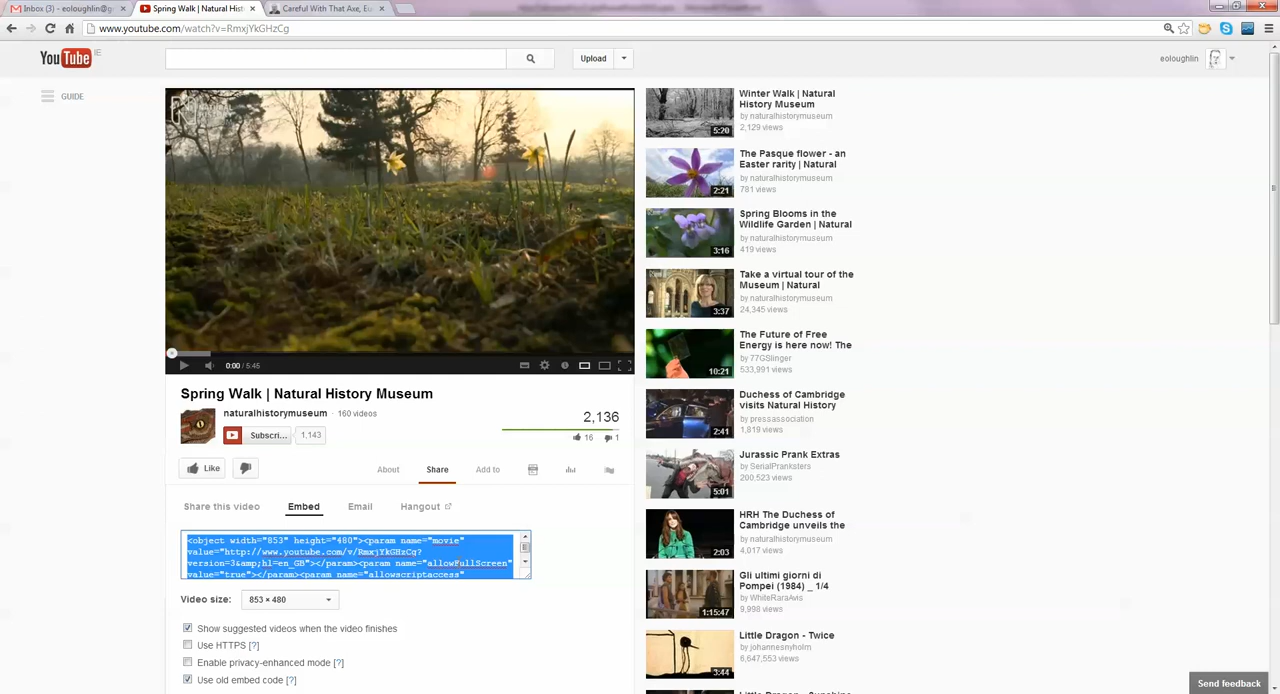 Inbox (3) - eoloughlin@
Spring Walk | Natural Hist
Careful With That Axe, Eu
www.youtube.com/watch?v=RmxjYkGHzCg
YouTube IE
Upload
eoloughlin
GUIDE
NATURAL
0:00 / 5:45
Spring Walk | Natural History Museum
naturalhistorymuseum · 160 videos
Subscri... 1,143
2,136
16 1
Like
About Share Add to
Share this video Embed Email Hangout
<object width="853" height="480"><param name="movie"
value="http://www.youtube.com/v/RmxjYkGHzCg?
version=3&amp;hl=en_GB"></param><param name="allowFullScreen"
value="true"></param><param name="allowscriptaccess"
Video size: 853 × 480
Show suggested videos when the video finishes
Use HTTPS [?]
Enable privacy-enhanced mode [?]
Use old embed code [?]
5:20
Winter Walk | Natural
History Museum
by naturalhistorymuseum
2,129 views
2:21
The Pasque flower - an
Easter rarity | Natural
by naturalhistorymuseum
781 views
3:16
Spring Blooms in the
Wildlife Garden | Natural
by naturalhistorymuseum
419 views
3:37
Take a virtual tour of the
Museum | Natural
by naturalhistorymuseum
24,345 views
10:21
The Future of Free
Energy is here now! The
by 77GSlinger
533,991 views
2:41
Duchess of Cambridge
visits Natural History
by pressassociation
1,819 views
5:01
Jurassic Prank Extras
by SerialPranksters
200,523 views
2:03
HRH The Duchess of
Cambridge unveils the
by naturalhistorymuseum
4,017 views
1:15:47
Gli ultimi giorni di
Pompei (1984) _ 1/4
by WhiteRaraAvis
9,998 views
3:44
Little Dragon - Twice
by johannesnyholm
6,647,553 views
Send feedback